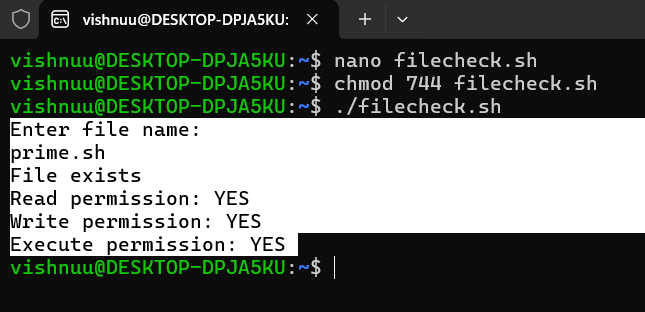 vishnuu@DESKTOP-DPJA5KU:
vishnuu@DESKTOP-DPJA5KU:~$ nano filecheck.sh
vishnuu@DESKTOP-DPJA5KU:~$ chmod 744 filecheck.sh
vishnuu@DESKTOP-DPJA5KU:~$ ./filecheck.sh
Enter file name:
prime.sh
File exists
Read permission: YES
Write permission: YES
Execute permission: YES
vishnuu@DESKTOP-DPJA5KU:~$